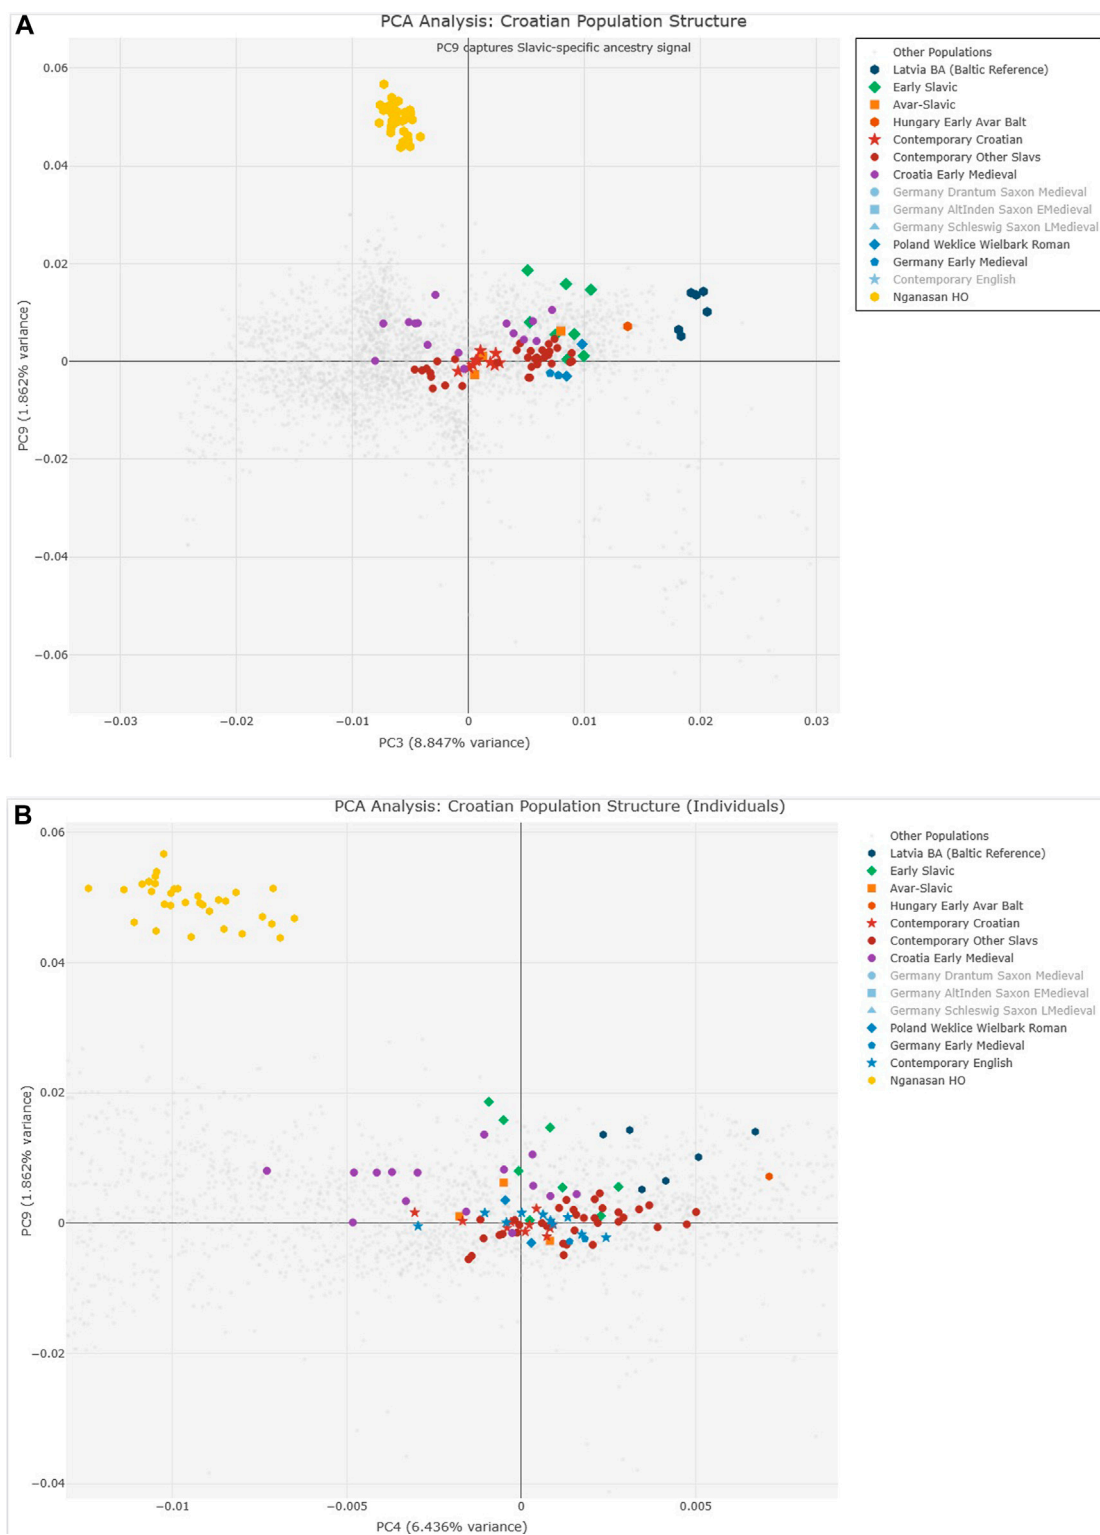 A
PCA Analysis: Croatian Population Structure
PC9 captures Slavic-specific ancestry signal
0.06
0.04
0.02
0
−0.02
−0.04
−0.06
PC9 (1.862% variance)
−0.03
−0.02
−0.01
0
0.01
0.02
0.03
PC3 (8.847% variance)
Other Populations
Latvia BA (Baltic Reference)
Early Slavic
Avar-Slavic
Hungary Early Avar Balt
Contemporary Croatian
Contemporary Other Slavs
Croatia Early Medieval
Germany Drantum Saxon Medieval
Germany AltInden Saxon EMedieval
Germany Schleswig Saxon LMedieval
Poland Weklice Wielbark Roman
Germany Early Medieval
Contemporary English
Nganasan HO
B
PCA Analysis: Croatian Population Structure (Individuals)
0.06
0.04
0.02
0
−0.02
−0.04
PC9 (1.862% variance)
−0.01
−0.005
0
0.005
PC4 (6.436% variance)
Other Populations
Latvia BA (Baltic Reference)
Early Slavic
Avar-Slavic
Hungary Early Avar Balt
Contemporary Croatian
Contemporary Other Slavs
Croatia Early Medieval
Germany Drantum Saxon Medieval
Germany AltInden Saxon EMedieval
Germany Schleswig Saxon LMedieval
Poland Weklice Wielbark Roman
Germany Early Medieval
Contemporary English
Nganasan HO